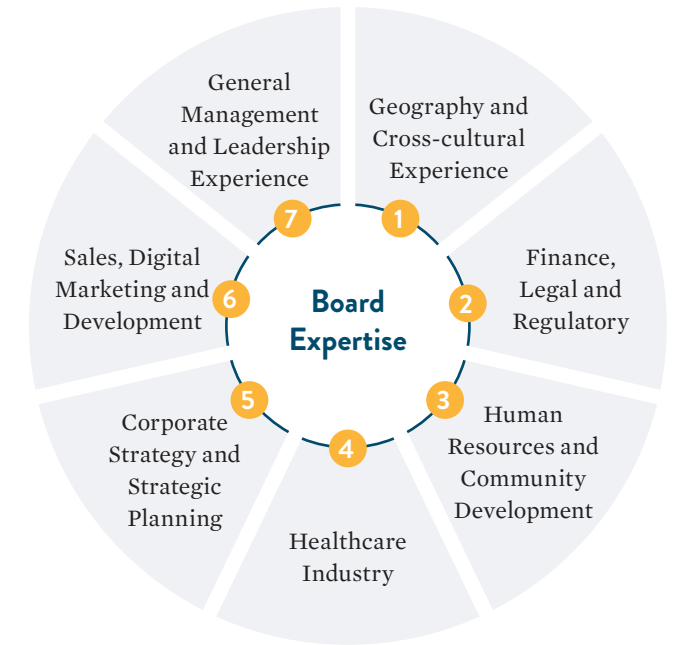 Board
Expertise
1
Geography and
Cross-cultural
Experience
2
Finance,
Legal and
Regulatory
3
Human
Resources and
Community
Development
4
Healthcare
Industry
5
Corporate
Strategy and
Strategic
Planning
6
Sales, Digital
Marketing and
Development
7
General
Management
and Leadership
Experience